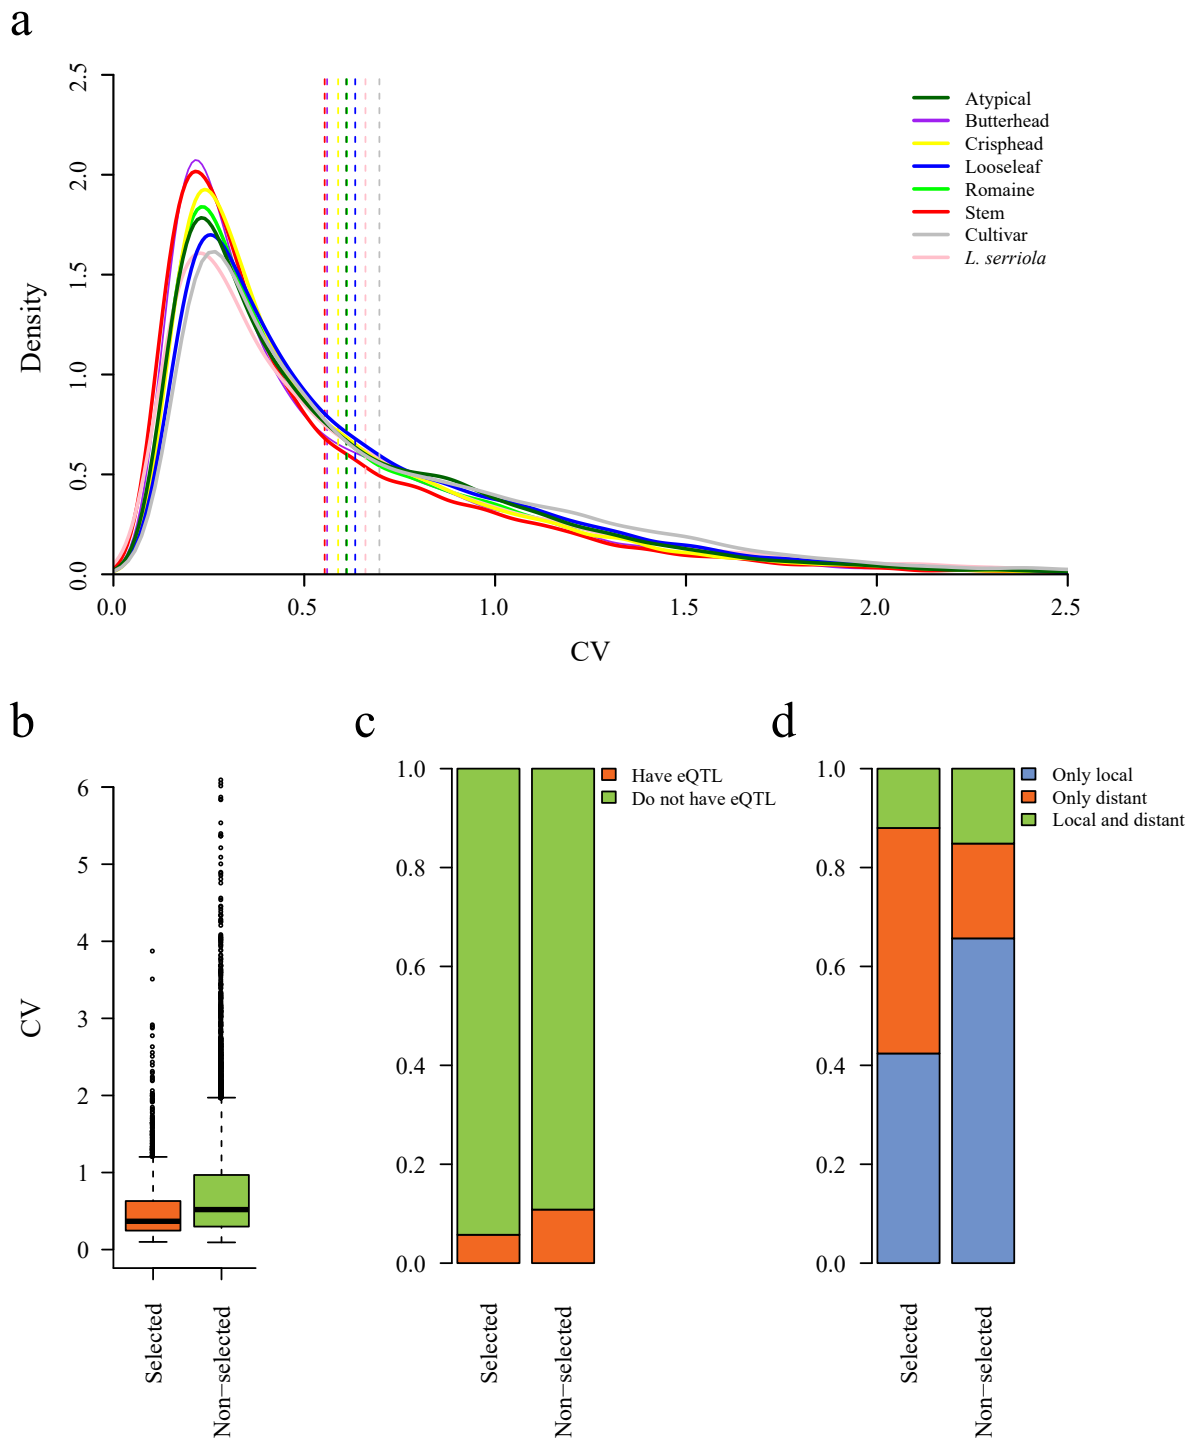 a
Density
2.5
2.0
1.5
1.0
0.5
0.0
0.0 0.5 1.0 1.5 2.0 2.5
CV
Atypical
Butterhead
Crisphead
Looseleaf
Romaine
Stem
Cultivar
L. serriola
b
CV
6
5
4
3
2
1
0
Selected
Non−selected
c
1.0
0.8
0.6
0.4
0.2
0.0
Have eQTL
Do not have eQTL
Selected
Non−selected
d
1.0
0.8
0.6
0.4
0.2
0.0
Only local
Only distant
Local and distant
Selected
Non−selected